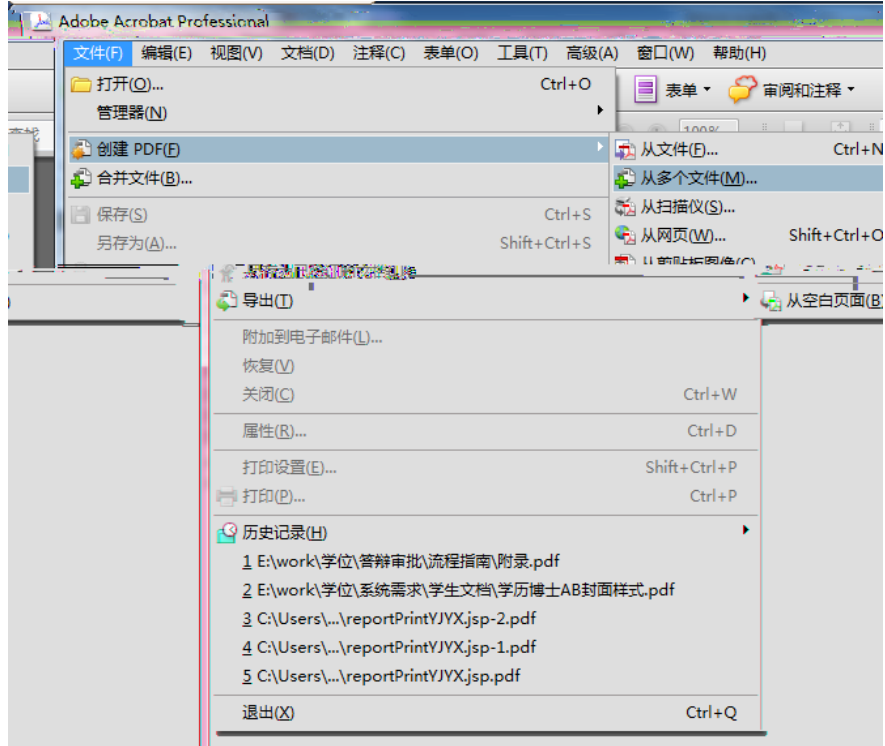 Adobe Acrobat Professional
文件(F) 编辑(E) 视图(V) 文档(D) 注释(C) 表单(O) 工具(T) 高级(A) 窗口(W) 帮助(H)
打开(O)... Ctrl+O
表单 审阅和注释
管理器(N)
100%
创建 PDF(F)
从文件(F)... Ctrl+N
合并文件(B)...
从多个文件(M)...
保存(S) Ctrl+S
从扫描仪(S)...
另存为(A)... Shift+Ctrl+S
从网页(W)... Shift+Ctrl+O
从剪贴板图像(C)
导出(T)
从空白页面(B)
附加到电子邮件(L)...
恢复(V)
关闭(C) Ctrl+W
属性(R)... Ctrl+D
打印设置(E)... Shift+Ctrl+P
打印(P)... Ctrl+P
历史记录(H)
1 E:\work\学位\答辩审批\流程指南\附录.pdf
2 E:\work\学位\系统需求\学生文档\学历博士AB封面样式.pdf
3 C:\Users\...\reportPrintYJYX.jsp-2.pdf
4 C:\Users\...\reportPrintYJYX.jsp-1.pdf
5 C:\Users\...\reportPrintYJYX.jsp.pdf
退出(X) Ctrl+Q